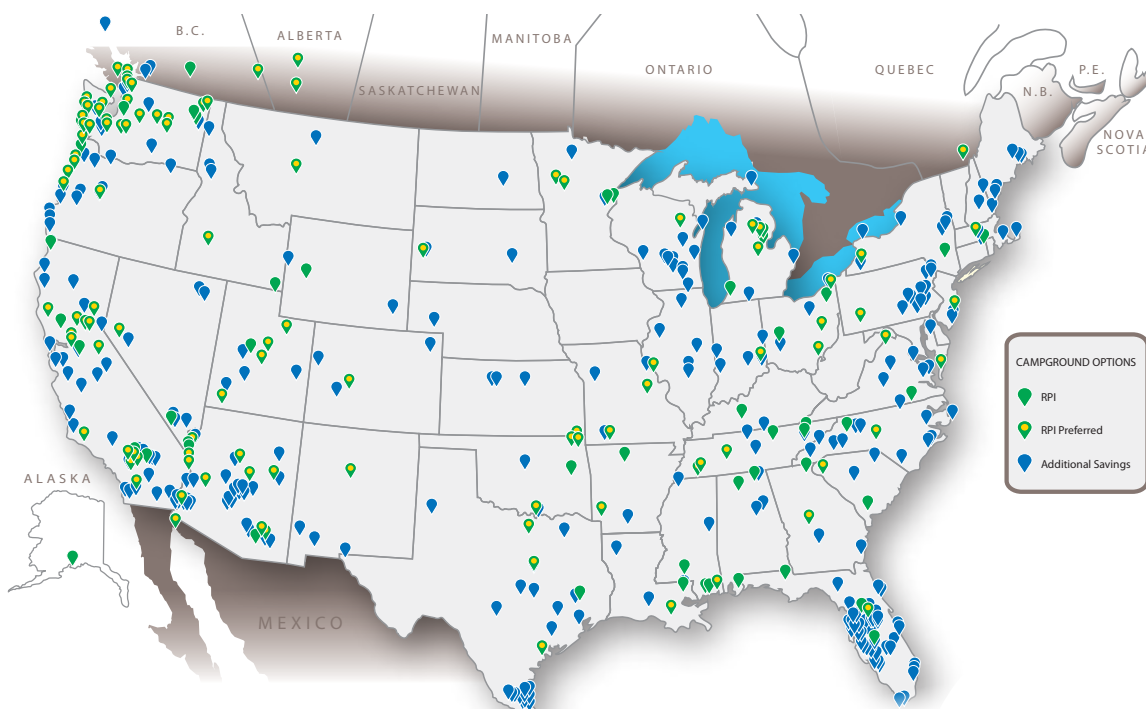 B.C.
ALBERTA
SASKATCHEWAN
MANITOBA
ONTARIO
QUEBEC
P.E.
N.B.
NOVA
SCOTIA
CAMPGROUND OPTIONS
RPI
RPI Preferred
Additional Savings
ALASKA
MEXICO